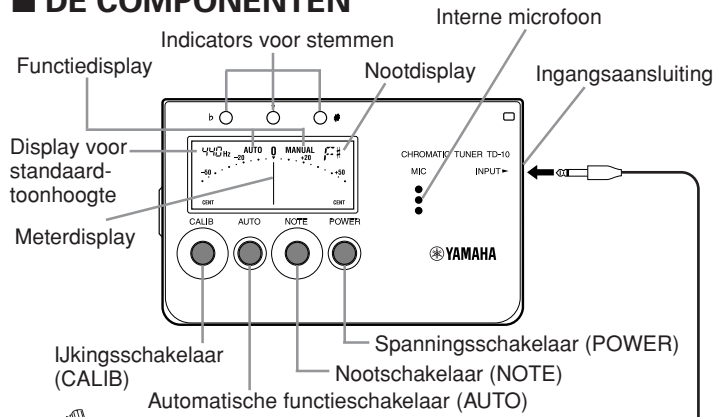 ■ DE COMPONENTEN
Interne microfoon
Indicators voor stemmen
Functiedisplay
Nootdisplay
Ingangsaansluiting
♭ ♯
Display voor
standaard-
toonhoogte
440 Hz AUTO 0 MANUAL
-20 +20
-50 +50
CENT CENT
CHROMATIC TUNER TD-10
MIC INPUT►
Meterdisplay
CALIB AUTO NOTE POWER
YAMAHA
IJkingsschakelaar
(CALIB)
Spanningsschakelaar (POWER)
Nootschakelaar (NOTE)
Automatische functieschakelaar (AUTO)